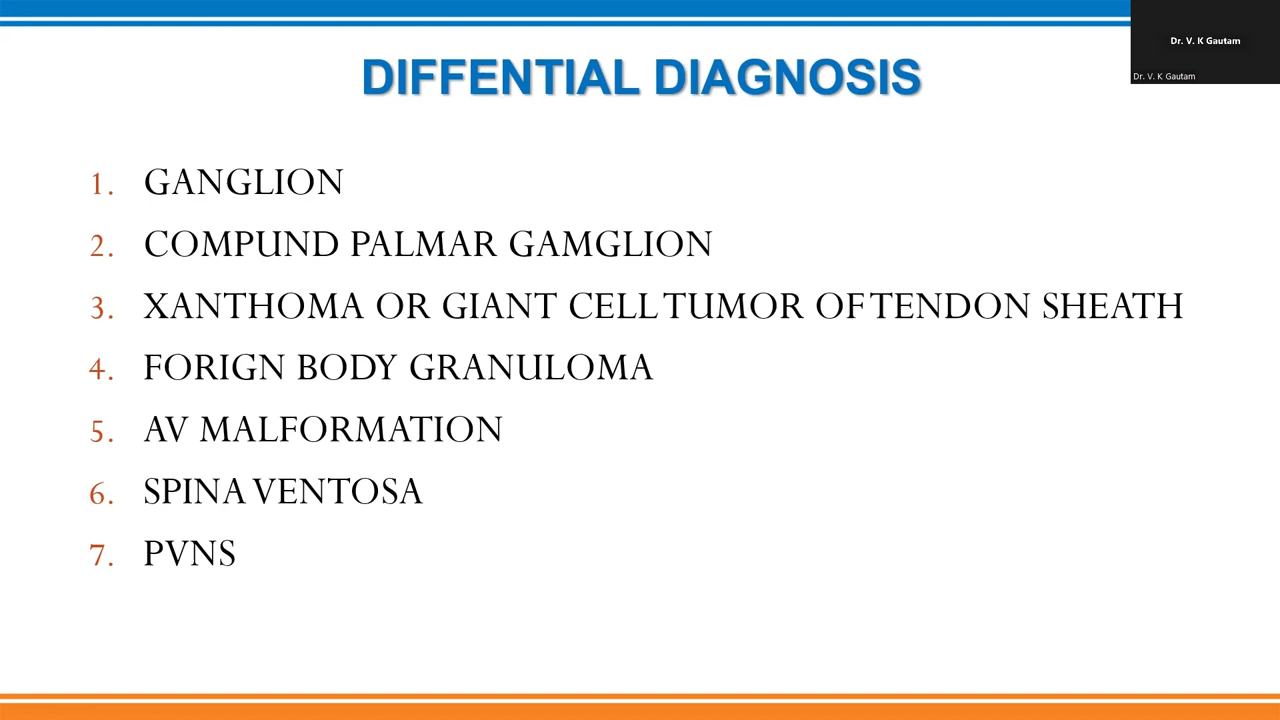 Dr. V. K Gautam
Dr. V. K Gautam
DIFFENTIAL DIAGNOSIS
1. GANGLION
2. COMPUND PALMAR GAMGLION
3. XANTHOMA OR GIANT CELL TUMOR OF TENDON SHEATH
4. FORIGN BODY GRANULOMA
5. AV MALFORMATION
6. SPINA VENTOSA
7. PVNS